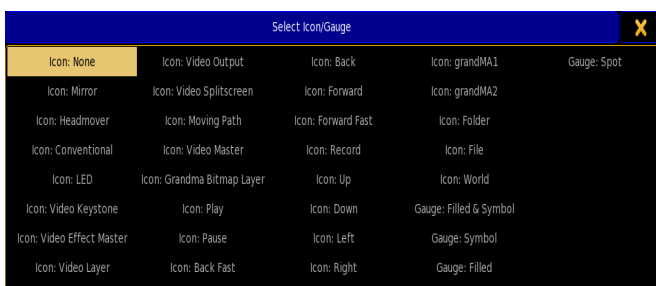 Select Icon/Gauge
X
Icon: None
Icon: Mirror
Icon: Headmover
Icon: Conventional
Icon: LED
Icon: Video Keystone
Icon: Video Effect Master
Icon: Video Layer
Icon: Video Output
Icon: Video Splitscreen
Icon: Moving Path
Icon: Video Master
Icon: Grandma Bitmap Layer
Icon: Play
Icon: Pause
Icon: Back Fast
Icon: Back
Icon: Forward
Icon: Forward Fast
Icon: Record
Icon: Up
Icon: Down
Icon: Left
Icon: Right
Icon: grandMA1
Icon: grandMA2
Icon: Folder
Icon: File
Icon: World
Gauge: Filled & Symbol
Gauge: Symbol
Gauge: Filled
Gauge: Spot